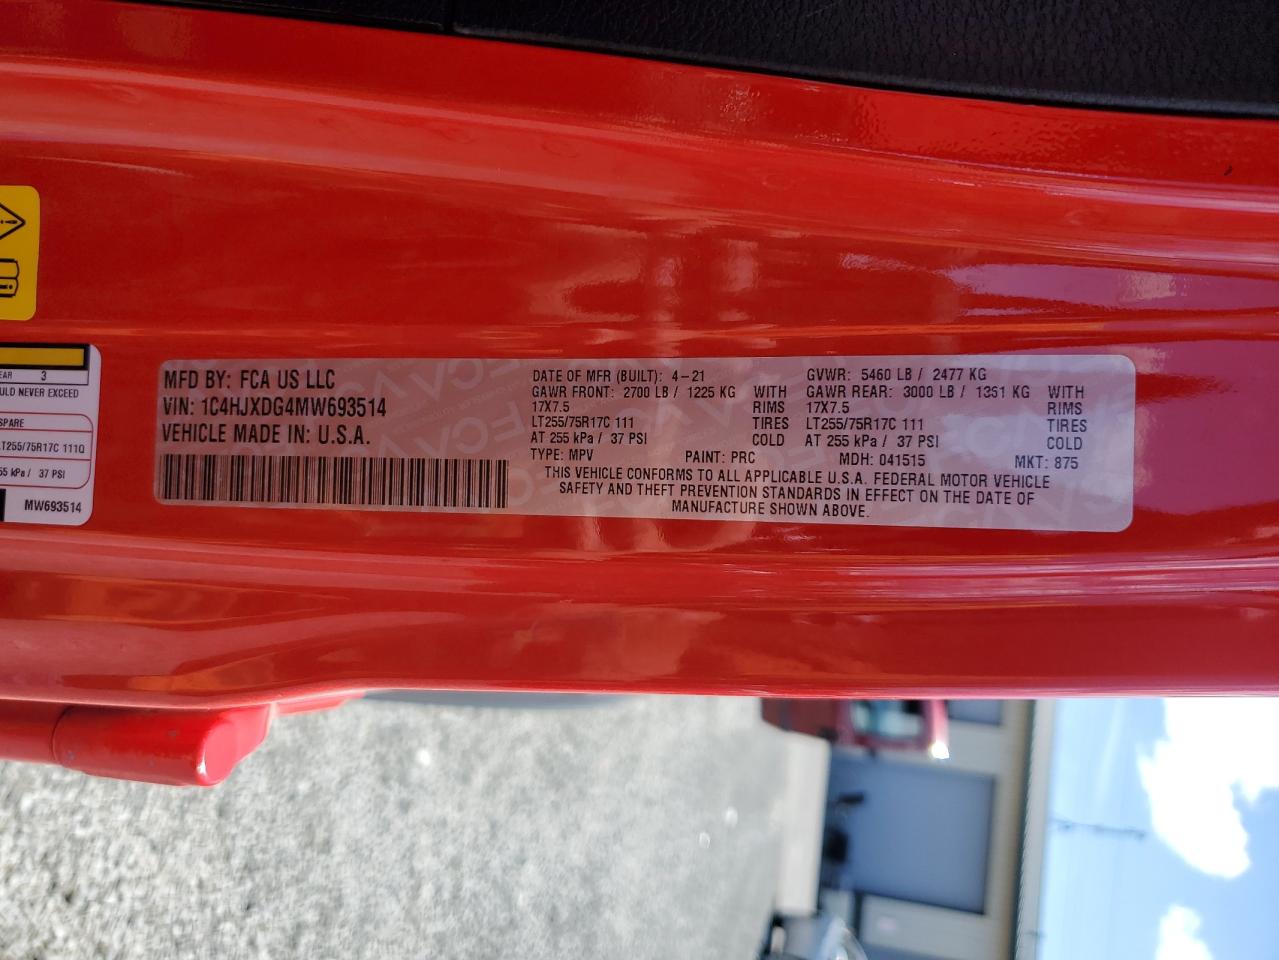 EAR 3
ULD NEVER EXCEED
SPARE
LT255/75R17C 111Q
55 kPa / 37 PSI
MW693514
MFD BY: FCA US LLC
VIN: 1C4HJXDG4MW693514
VEHICLE MADE IN: U.S.A.
DATE OF MFR (BUILT): 4-21 GVWR: 5460 LB / 2477 KG
GAWR FRONT: 2700 LB / 1225 KG WITH GAWR REAR: 3000 LB / 1361 KG WITH
17X7.5 RIMS 17X7.5 RIMS
LT255/75R17C 111 TIRES LT255/75R17C 111 TIRES
AT 255 kPa / 37 PSI COLD AT 255 kPa / 37 PSI COLD
TYPE: MPV PAINT: PRC MDH: 041515 MKT: 875
THIS VEHICLE CONFORMS TO ALL APPLICABLE U.S.A. FEDERAL MOTOR VEHICLE
SAFETY AND THEFT PREVENTION STANDARDS IN EFFECT ON THE DATE OF
MANUFACTURE SHOWN ABOVE.